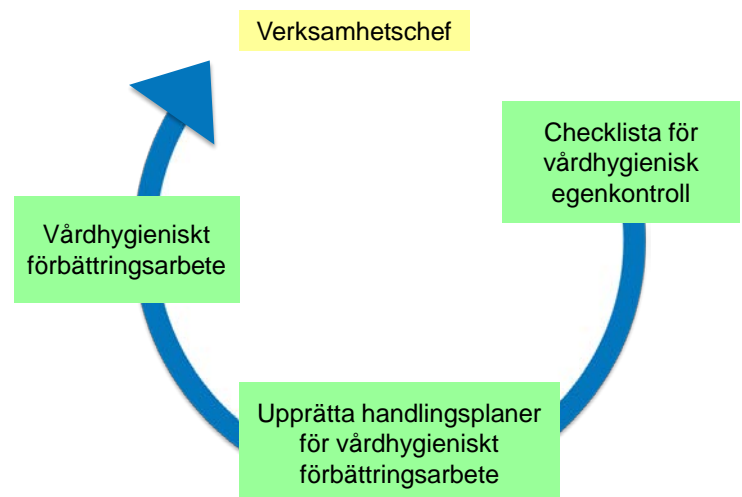 Verksamhetschef
Checklista för
vårdhygienisk
egenkontroll
Vårdhygieniskt
förbättringsarbete
Upprätta handlingsplaner
för vårdhygieniskt
förbättringsarbete